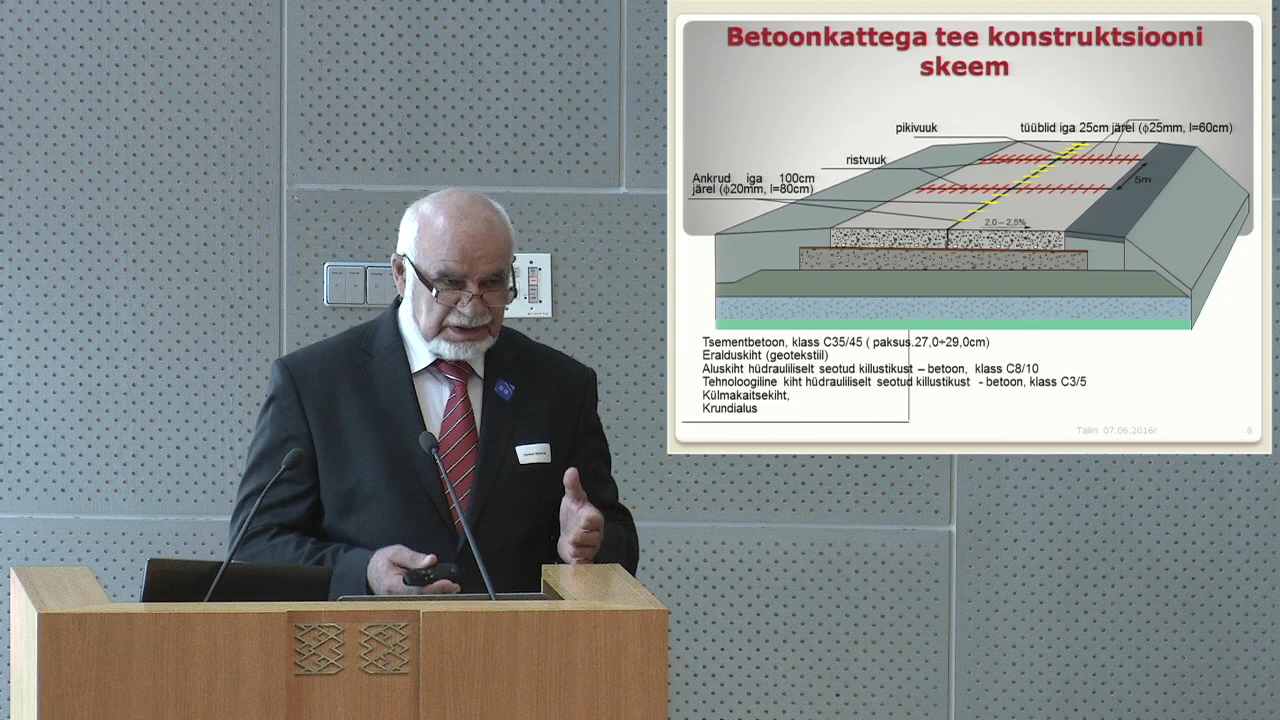 Betoonkattega tee konstruktsiooni
skeem
pikivuuk
tüüblid iga 25cm järel (ϕ25mm, l=60cm)
ristvuuk
Ankrud iga 100cm
järel (ϕ20mm, l=80cm)
5m
2,0 – 2,5%
Tsementbetoon, klass C35/45 ( paksus.27,0÷29,0cm)
Eralduskiht (geotekstiil)
Aluskiht hüdrauliliselt seotud killustikust – betoon, klass C8/10
Tehnoloogiline kiht hüdrauliliselt seotud killustikust - betoon, klass C3/5
Külmakaitsekiht,
Krundialus
Tallin 07.06.2016r
8